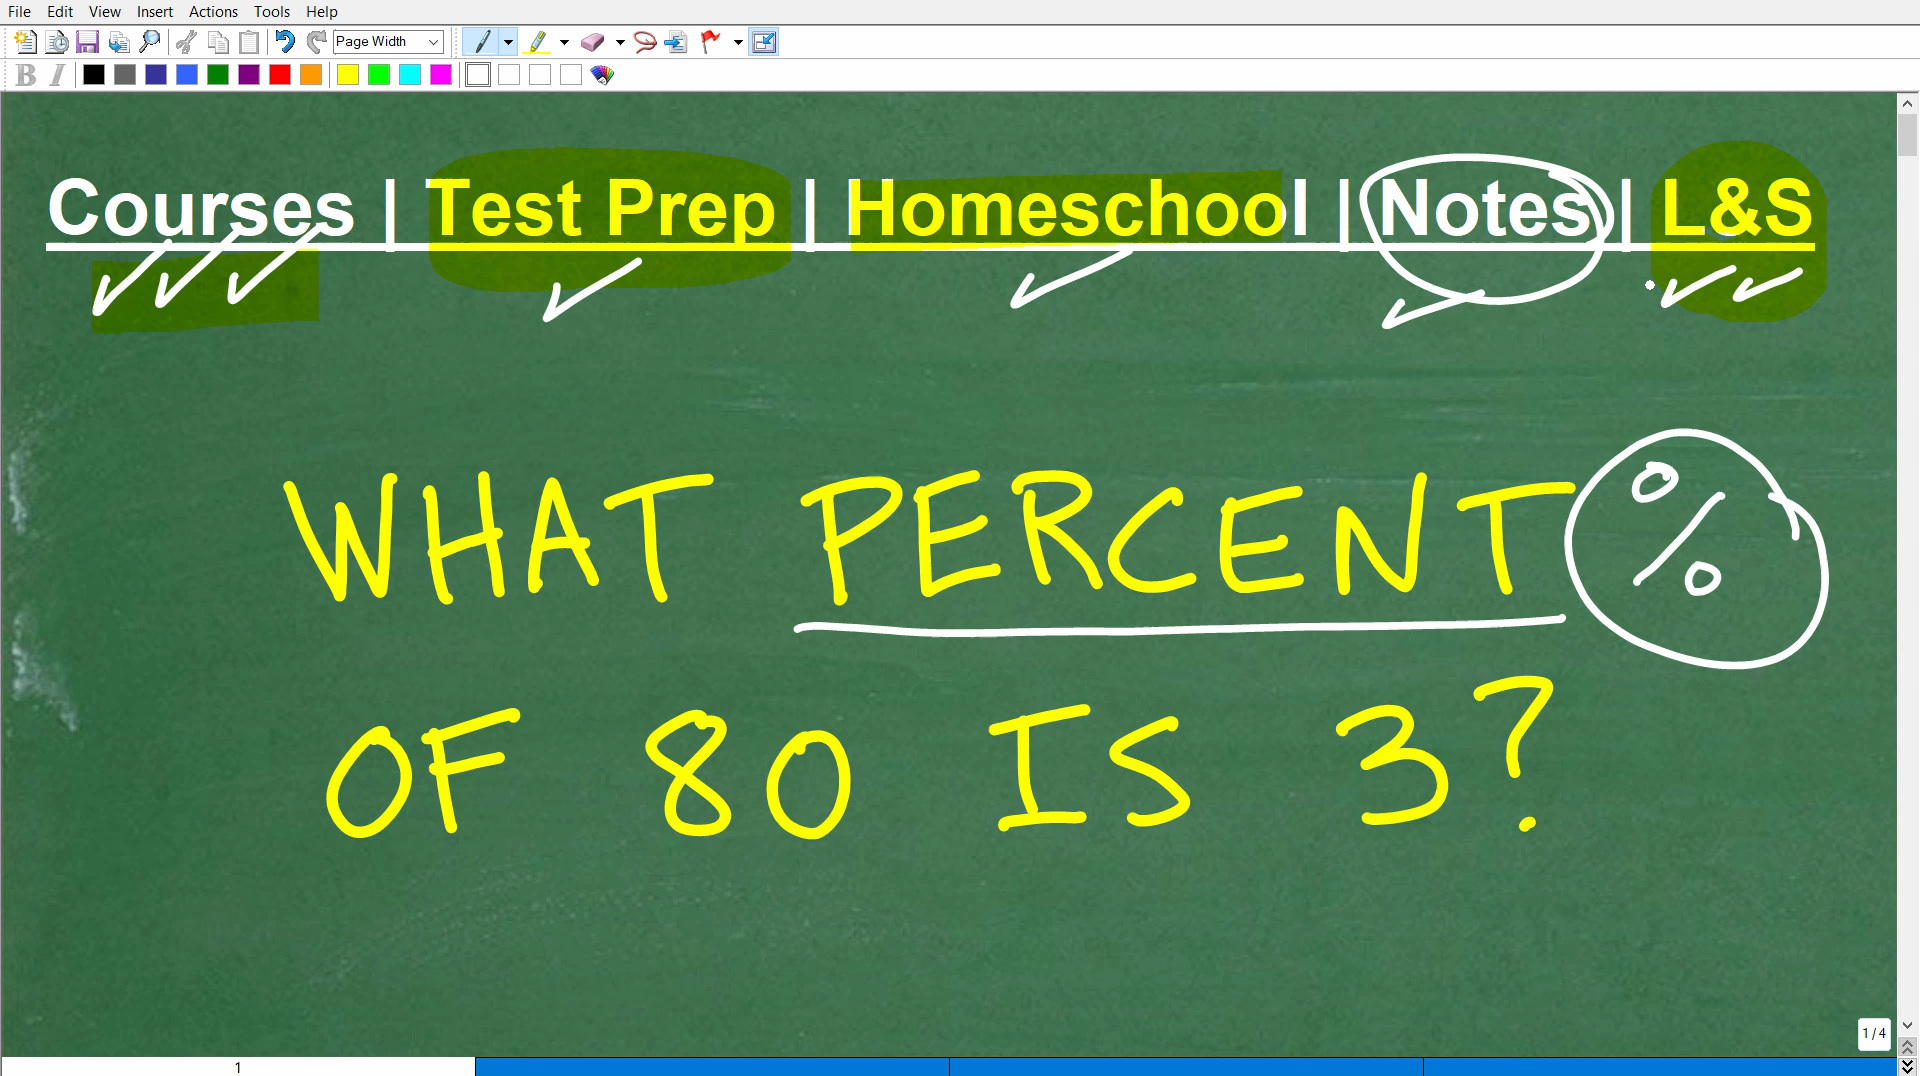 File Edit View Insert Actions Tools Help
Page Width
B I
Courses | Test Prep | Homeschool | Notes | L&S
WHAT PERCENT %
OF 80 IS 3?
1 / 4
1